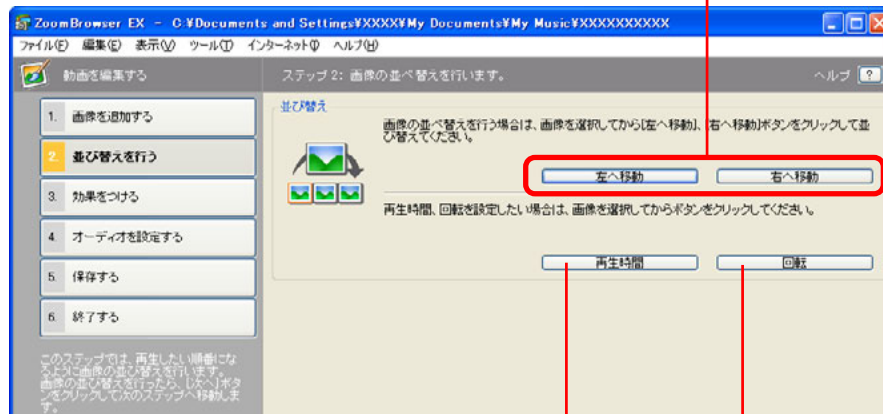 ZoomBrowser EX - C:¥Documents and Settings¥XXXX¥My Documents¥My Music¥XXXXXXXXXX
ファイル(F) 編集(E) 表示(V) ツール(T) インターネット(I) ヘルプ(H)
動画を編集する ステップ 2: 画像の並べ替えを行います。 ヘルプ ?
1. 画像を追加する
2. 並び替えを行う
3. 効果をつける
4. オーディオを設定する
5. 保存する
6. 終了する
このステップでは、再生したい順番にな
るように画像の並び替えを行います。
画像の並び替えを行ったら、[次へ]ボタ
ンをクリックして次のステップへ移動しま
す。
並び替え
画像の並べ替えを行う場合は、画像を選択してから[左へ移動]、[右へ移動]ボタンをクリックして並
び替えてください。
左へ移動 右へ移動
再生時間、回転を設定したい場合は、画像を選択してからボタンをクリックしてください。
再生時間 回転